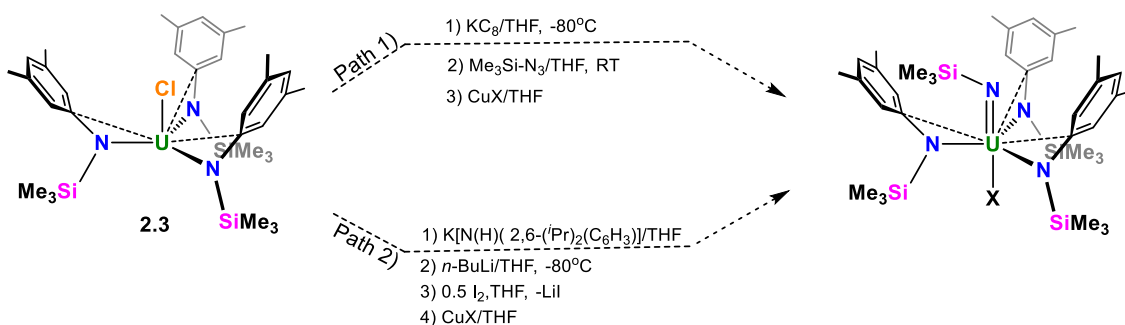 Cl
U
N
N
N
SiMe3
Me3Si
SiMe3
2.3
Path 1)
1) KC8/THF, -80oC
2) Me3Si-N3/THF, RT
3) CuX/THF
Path 2)
1) K[N(H)( 2,6-(iPr)2(C6H3)]/THF
2) n-BuLi/THF, -80oC
3) 0.5 I2,THF, -LiI
4) CuX/THF
Me3Si
N
N
N
U
N
SiMe3
Me3Si
X
SiMe3